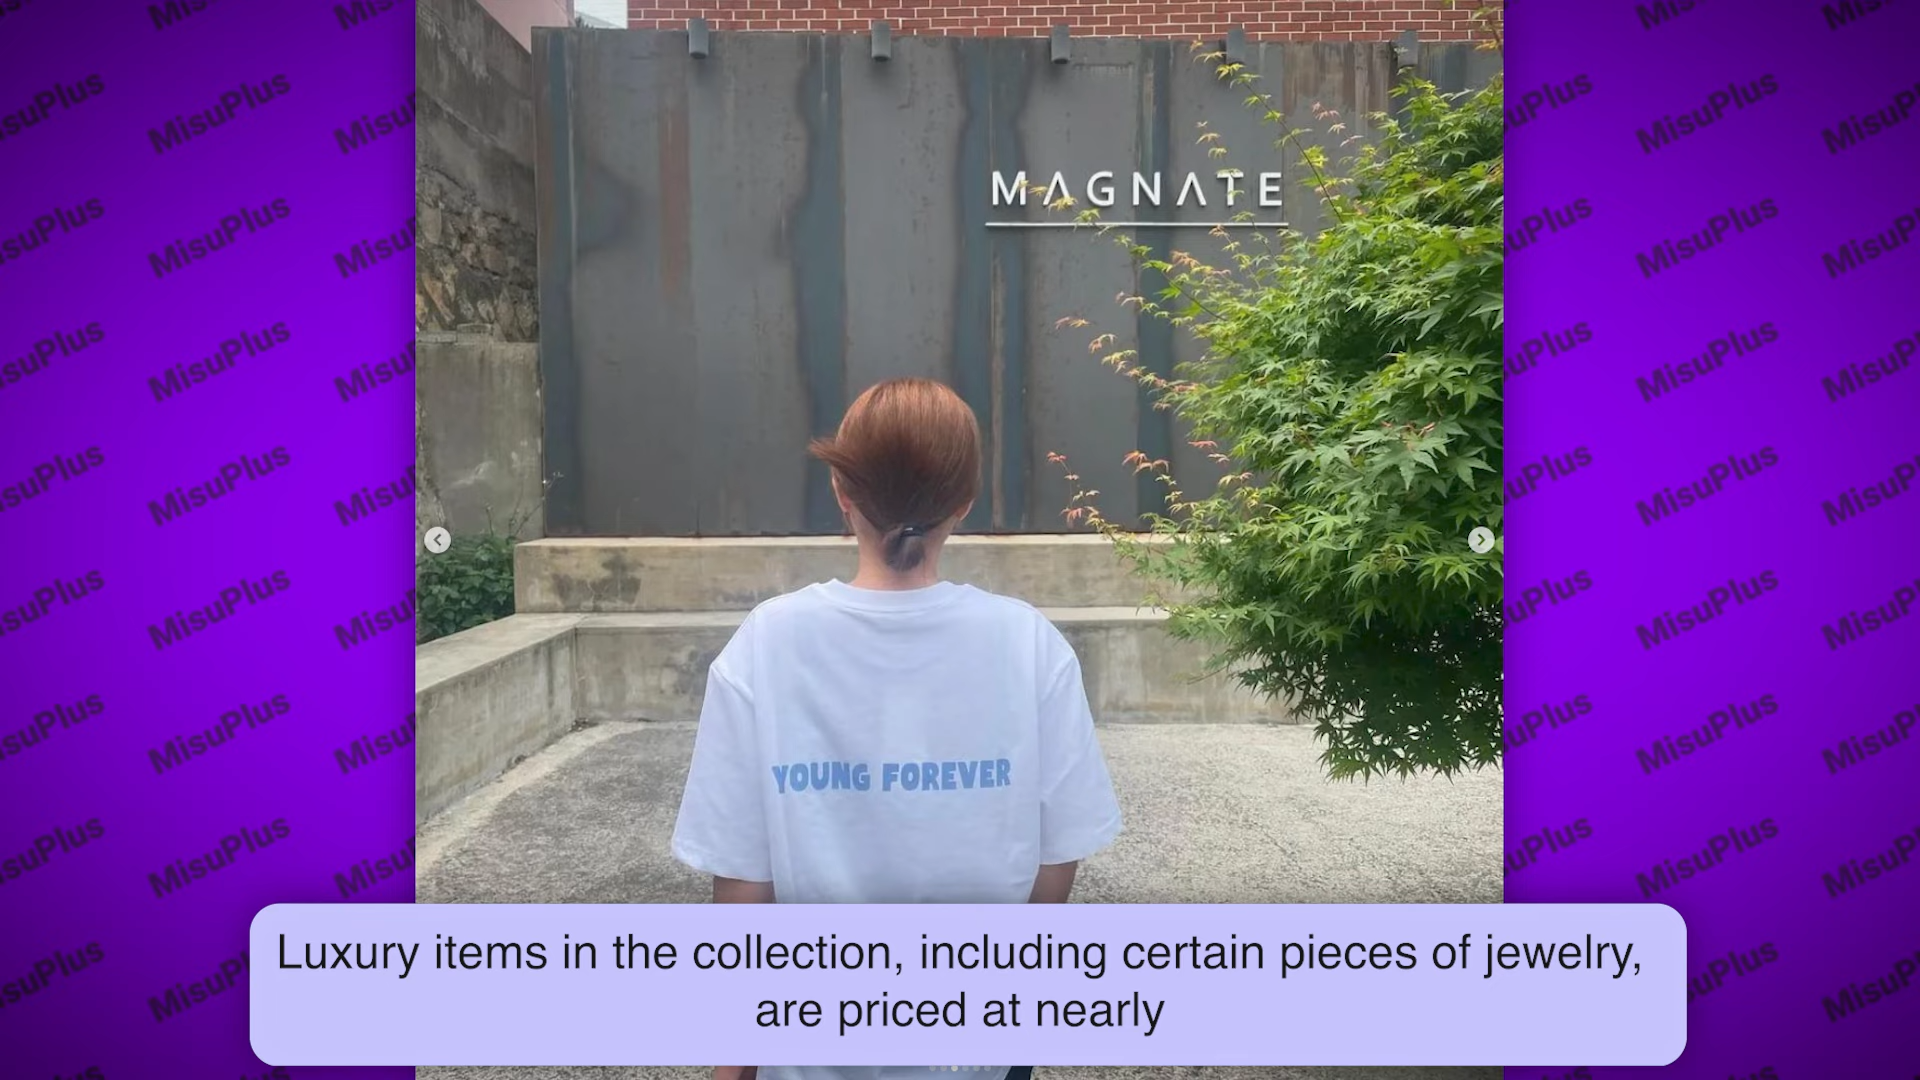 MAGNATE
YOUNG FOREVER
Luxury items in the collection, including certain pieces of jewelry,
are priced at nearly
MisuPlus